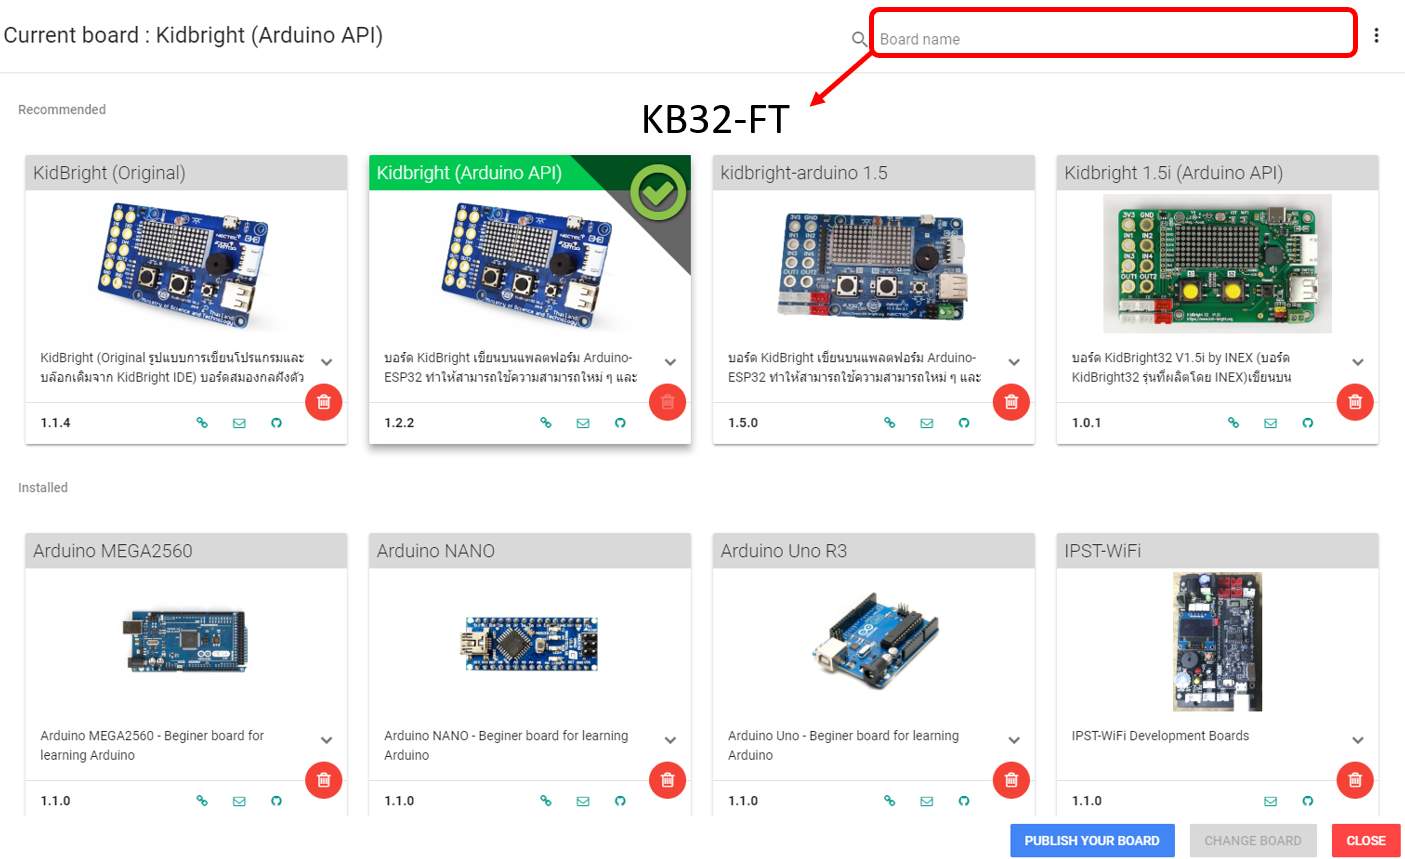 Current board : Kidbright (Arduino API)
Board name
Recommended
KB32-FT
KidBright (Original)
Kidbright (Arduino API)
kidbright-arduino 1.5
Kidbright 1.5i (Arduino API)
KidBright (Original รูปแบบการเขียนโปรแกรมและ
บล๊อกเดิมจาก KidBright IDE) บอร์ดสมองกลฝังตัว
บอร์ด KidBright เขียนบนแพลตฟอร์ม Arduino-
ESP32 ทำให้สามารถใช้ความสามารถใหม่ ๆ และ
บอร์ด KidBright เขียนบนแพลตฟอร์ม Arduino-
ESP32 ทำให้สามารถใช้ความสามารถใหม่ ๆ และ
บอร์ด KidBright32 V1.5i by INEX (บอร์ด
KidBright32 รุ่นที่ผลิตโดย INEX)เขียนบน
1.1.4
1.2.2
1.5.0
1.0.1
Installed
Arduino MEGA2560
Arduino NANO
Arduino Uno R3
IPST-WiFi
Arduino MEGA2560 - Beginer board for
learning Arduino
Arduino NANO - Beginer board for learning
Arduino
Arduino Uno - Beginer board for learning
Arduino
IPST-WiFi Development Boards
1.1.0
1.1.0
1.1.0
1.1.0
PUBLISH YOUR BOARD
CHANGE BOARD
CLOSE